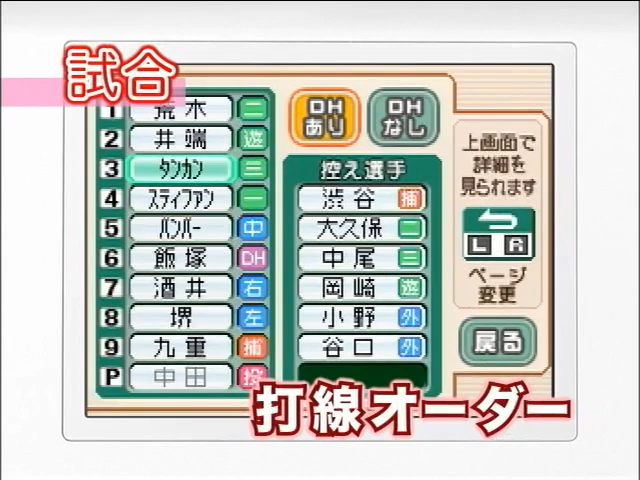 試合
1 荒木 二
2 井端 遊
3 タンカン 三
4 スティファン 一
5 バンバー 中
6 飯塚 DH
7 酒井 右
8 堺 左
9 九重 捕
P 中田 投
DHあり
DHなし
控え選手
渋谷 捕
大久保 二
中尾 三
岡崎 遊
小野 外
谷口 外
上画面で
詳細を
見られます
L R
ページ
変更
戻る
打線オーダー